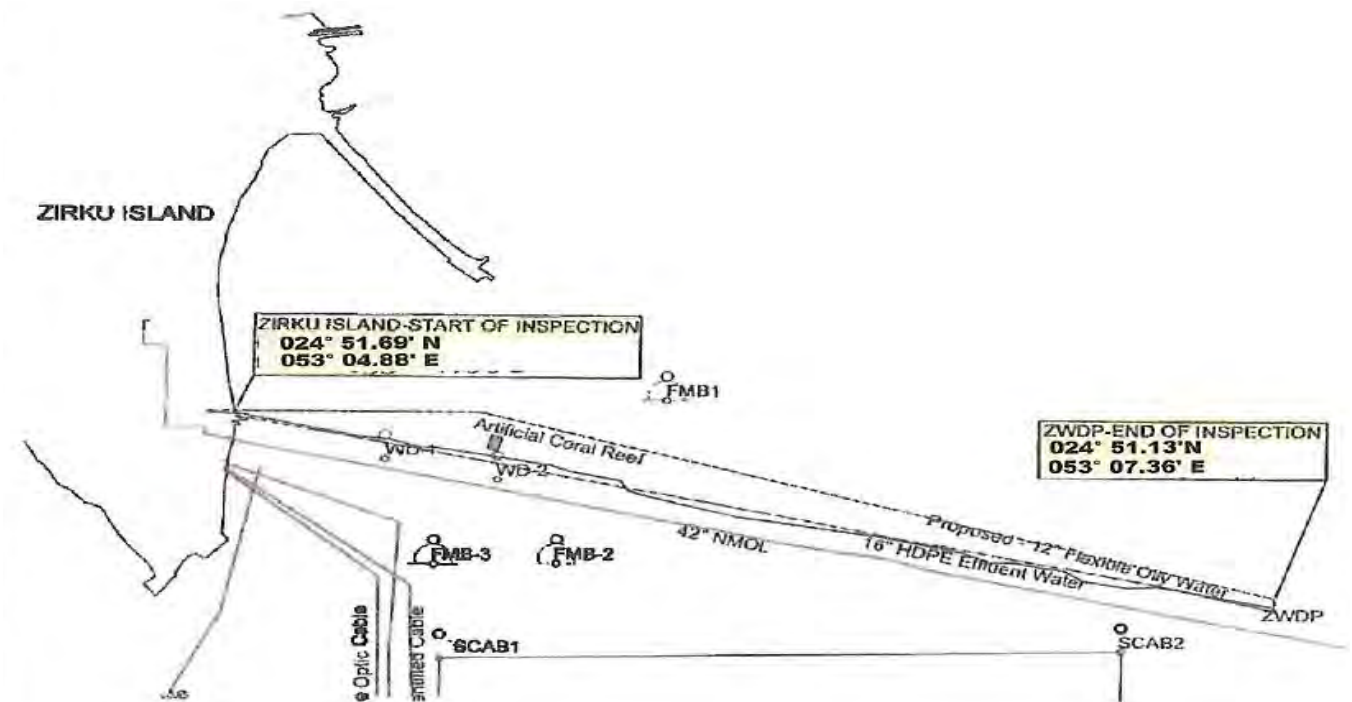 ZIRKU ISLAND
ZIRKU ISLAND-START OF INSPECTION
024° 51.69' N
053° 04.88' E
FMB1
Artificial Coral Reef
WD-1
WD-2
ZWDP-END OF INSPECTION
024° 51.13'N
053° 07.36' E
Proposed - 12" Flexible Oily Water
42" NMOL
16" HDPE Effluent Water
FMB-3
FMB-2
ZWDP
SCAB1
SCAB2
Optic Cable
Cable